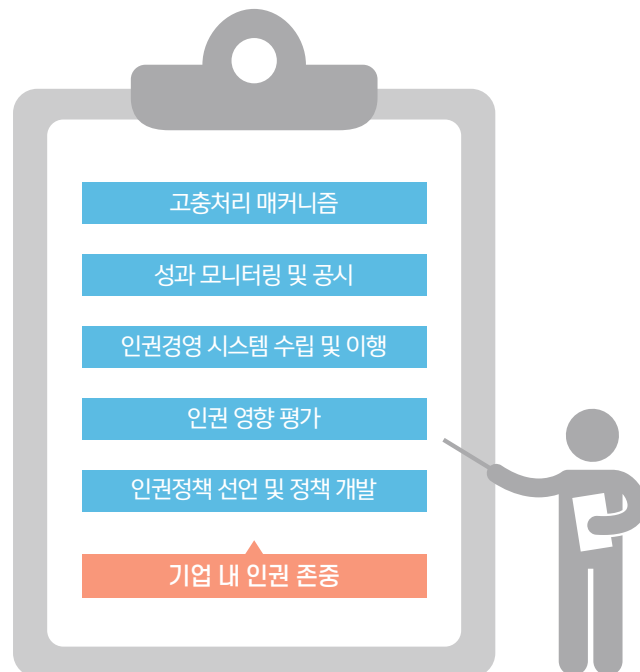 고충처리 매커니즘
성과 모니터링 및 공시
인권경영 시스템 수립 및 이행
인권 영향 평가
인권정책 선언 및 정책 개발
기업 내 인권 존중